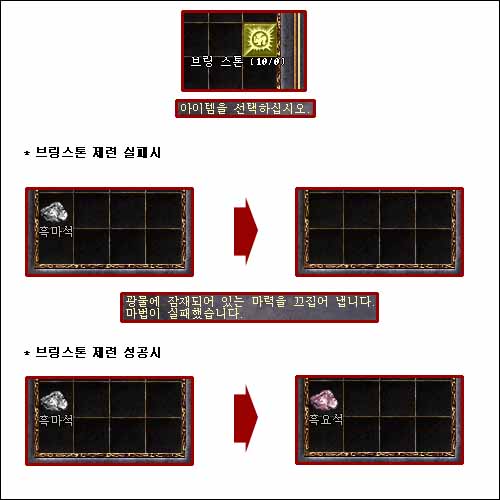 브링 스톤 (10/0)
아이템을 선택하십시오.
* 브링스톤 제련 실패시
흑마석
광물에 잠재되어 있는 마력을 끄집어 냅니다.
마법이 실패했습니다.
* 브링스톤 제련 성공시
흑마석
흑요석